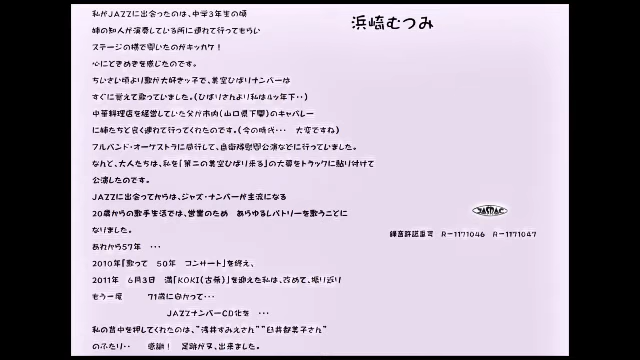 浜崎むつみ
私がJAZZに出会ったのは、中学3年生の頃
姉の知人が演奏している所に連れて行ってもらい
ステージの横で聞いたのがキッカケ!
心にときめきを感じたのです。
ちいさい頃より歌が大好きッ子で、美空ひばりナンバーは
すぐに覚えて歌っていました。(ひばりさんより私は4ッ年下・・)
中華料理店を経営していた父が市内(山口県下関)のキャバレー
に姉たちと良く連れて行ってくれたのです。(今の時代・・・ 大変ですね)
フルバンド・オーケストラに同行して、自衛隊慰問公演などに行っていました。
なんと、大人たちは、私を「第二の美空ひばり来る」の大幕をトラックに貼り付けて
公演したのです。
JAZZに出会ってからは、ジャズ・ナンバーが主流になる
20歳からの歌手生活では、営業のため あらゆるレパトリーを歌うことに
なりました。
あれから57年 ・・・
2010年「歌って 50年 コンサート」を終え、
2011年 6月3日 満「KOKI(古希)」を迎えた私は、改めて、振り返り
もう一度 71歳に向かって・・・
JAZZナンバーCD化を ・・・
私の背中を押してくれたのは、"浅井すみえさん""臼井都美子さん"
のふたり・・ 感謝! 足跡が又、出来ました。
JASRAC
録音許諾番号 R-1171046 R-1171047